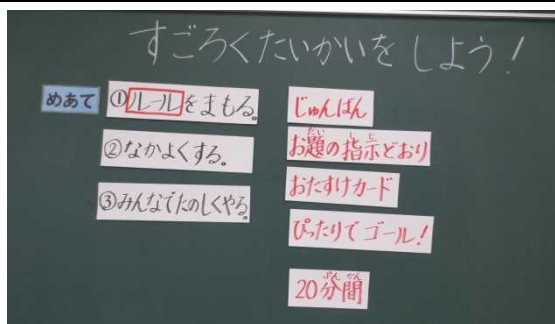 すごろくたいかいをしよう!
めあて
①ルールをまもる。
②なかよくする。
③みんなでたのしくやる。
じゅんばん
お題の指示どおり
おたすけカード
ぴったりでゴール!
20分間